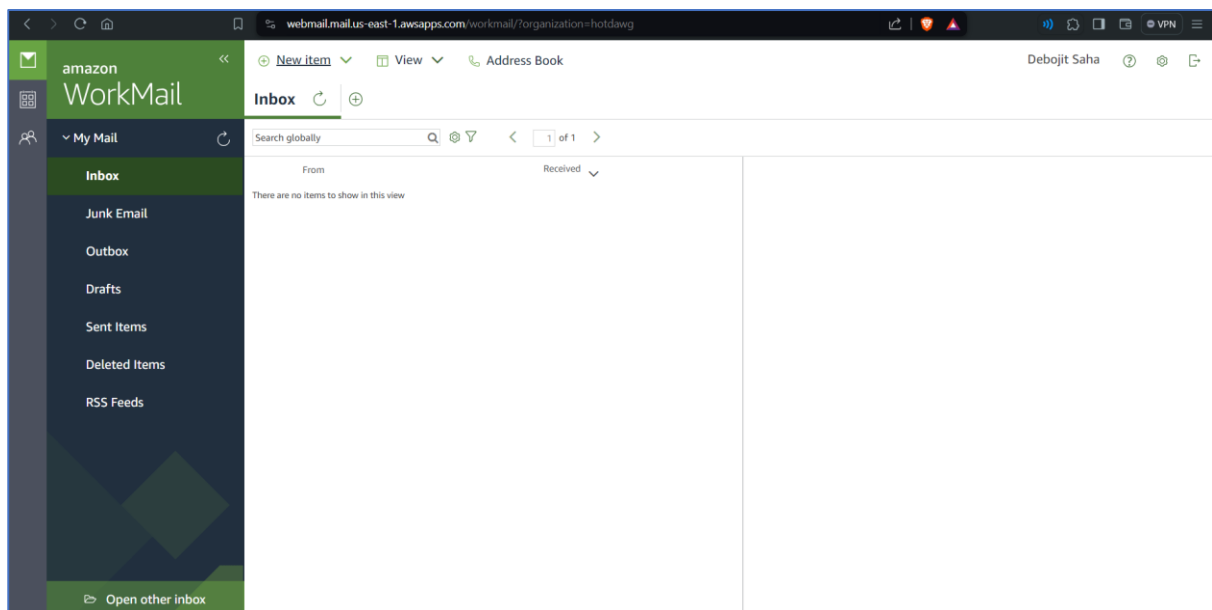 webmail.mail.us-east-1.awsapps.com/workmail/?organization=hotdawg
VPN
amazon
WorkMail
New item View Address Book
Debojit Saha
Inbox
My Mail
Search globally
1 of 1
Inbox
Junk Email
Outbox
Drafts
Sent Items
Deleted Items
RSS Feeds
Open other inbox
From Received
There are no items to show in this view